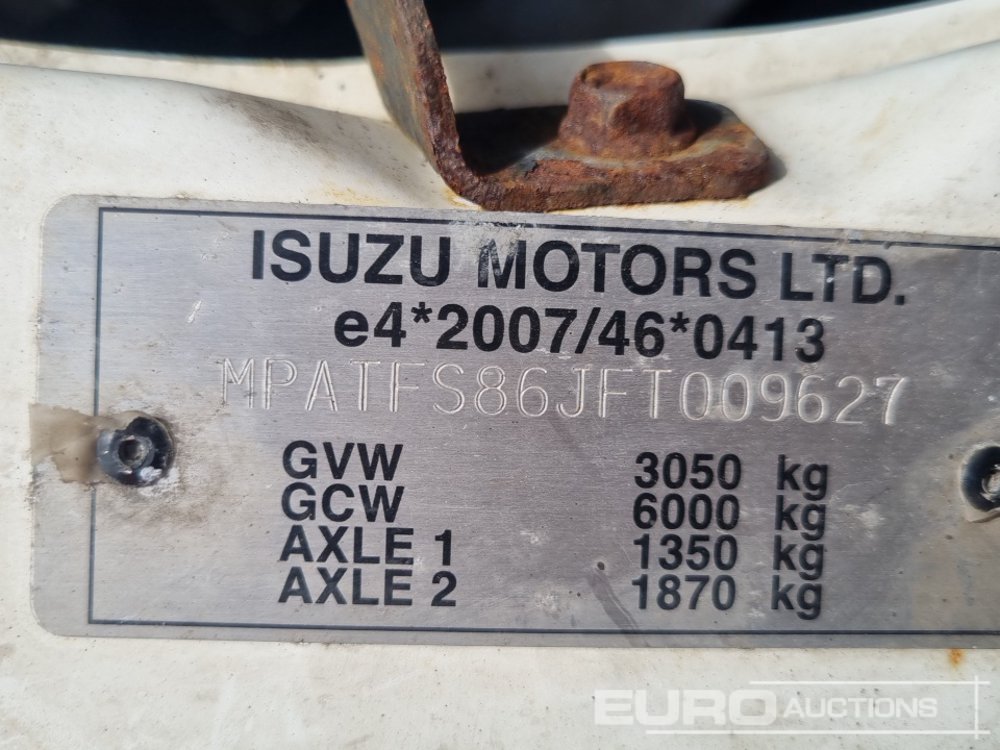 ISUZU MOTORS LTD.
e4*2007/46*0413
MPATFS86JFT009627
GVW 3050 kg
GCW 6000 kg
AXLE 1 1350 kg
AXLE 2 1870 kg
EURO AUCTIONS